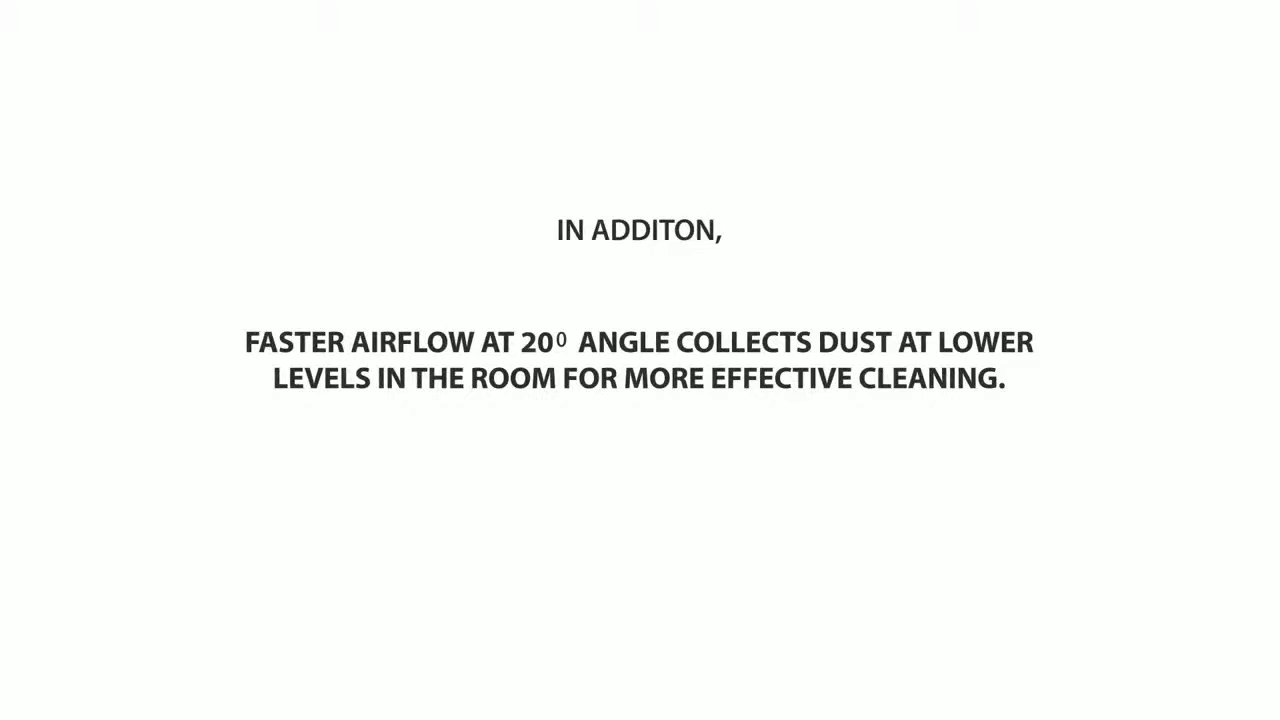 IN ADDITON,
FASTER AIRFLOW AT 20⁰ ANGLE COLLECTS DUST AT LOWER
LEVELS IN THE ROOM FOR MORE EFFECTIVE CLEANING.